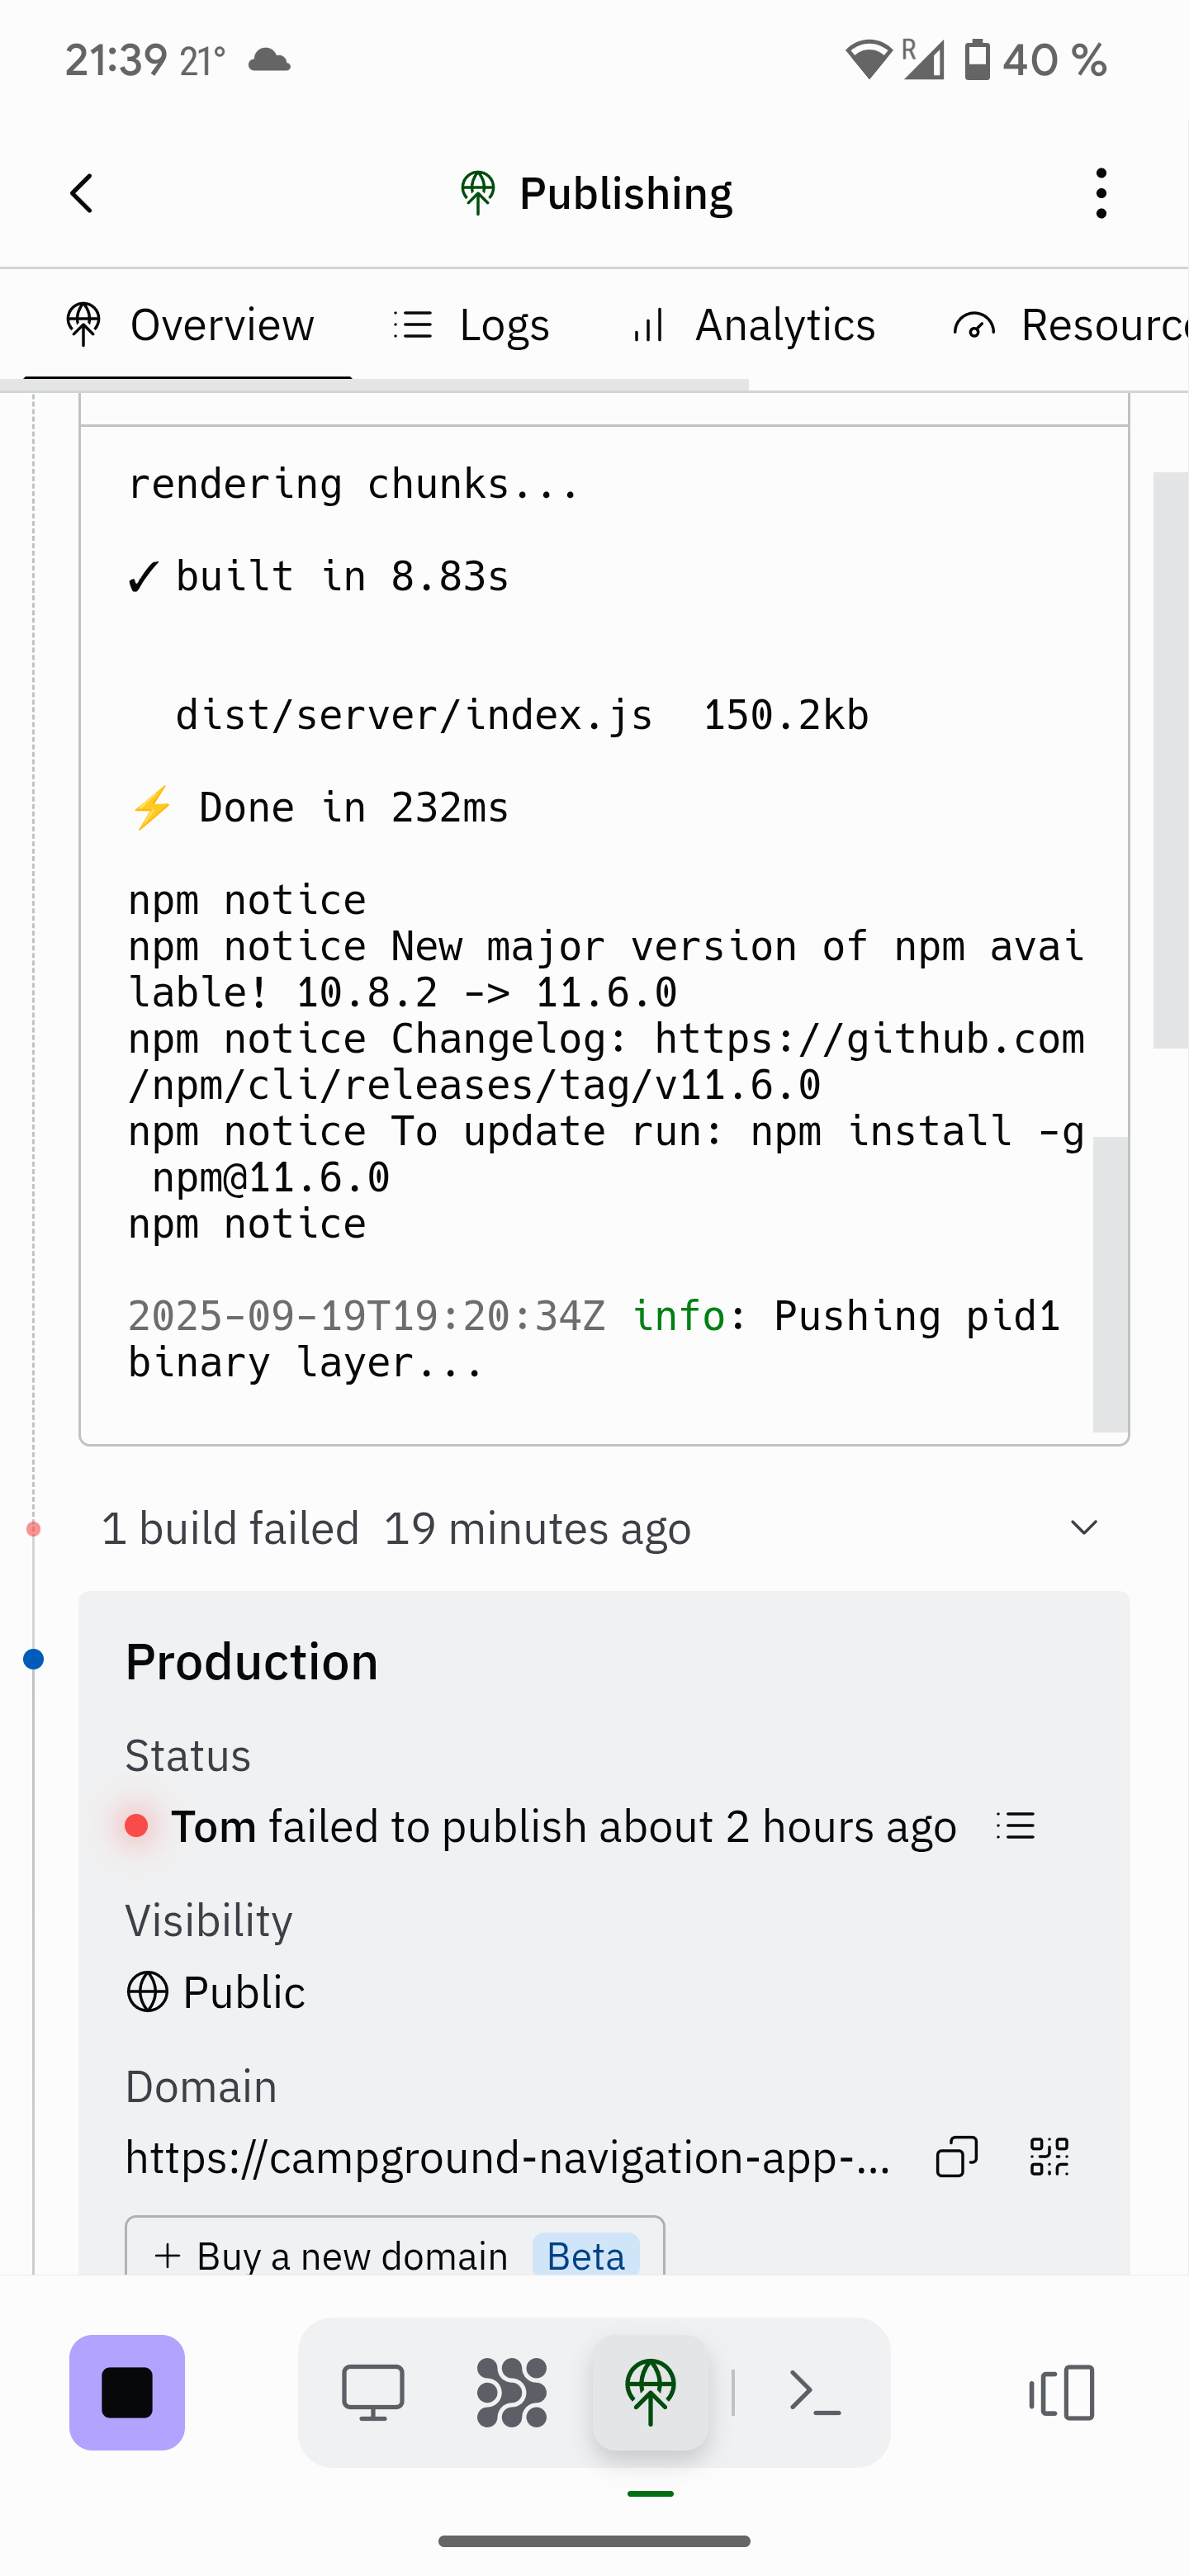 21:39 21° R 40 %
Publishing
Overview Logs Analytics Resourc
rendering chunks...
✓ built in 8.83s
dist/server/index.js 150.2kb
⚡ Done in 232ms
npm notice
npm notice New major version of npm avai
lable! 10.8.2 -> 11.6.0
npm notice Changelog: https://github.com
/npm/cli/releases/tag/v11.6.0
npm notice To update run: npm install -g
npm@11.6.0
npm notice
2025-09-19T19:20:34Z info: Pushing pid1
binary layer...
1 build failed 19 minutes ago
Production
Status
Tom failed to publish about 2 hours ago
Visibility
Public
Domain
https://campground-navigation-app-...
+ Buy a new domain Beta